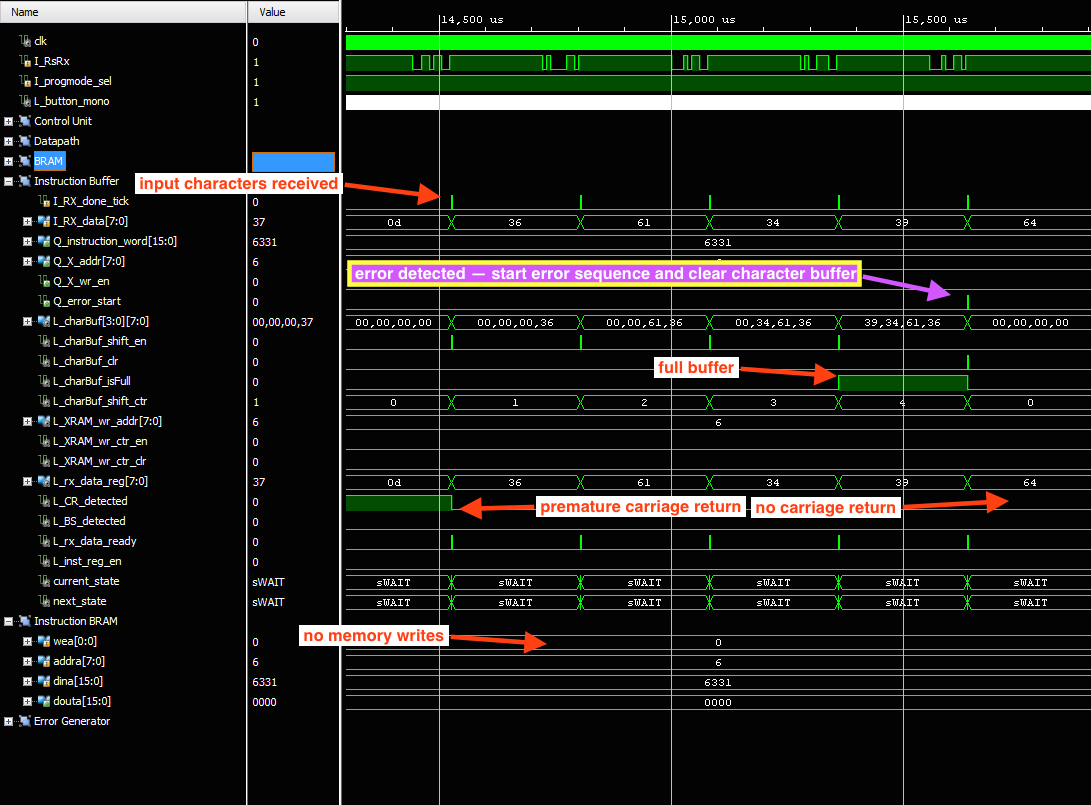 Name Value
14,500 us 15,000 us 15,500 us
clk 0
I_RsRx 1
I_progmode_sel 1
L_button_mono 1
Control Unit
Datapath
BRAM
Instruction Buffer
input characters received
I_RX_done_tick 0
I_RX_data[7:0] 37 0d 36 61 34 39 64
Q_instruction_word[15:0] 6331 6331
Q_X_addr[7:0] 6
error detected — start error sequence and clear character buffer
Q_X_wr_en 0
Q_error_start 0
L_charBuf[3:0][7:0] 00,00,00,37 00,00,00,00 00,00,00,36 00,00,61,36 00,34,61,36 39,34,61,36 00,00,00,00
L_charBuf_shift_en 0
L_charBuf_clr 0
full buffer
L_charBuf_isFull 0
L_charBuf_shift_ctr 1 0 1 2 3 4 0
L_XRAM_wr_addr[7:0] 6 6
L_XRAM_wr_ctr_en 0
L_XRAM_wr_ctr_clr 0
L_rx_data_reg[7:0] 37 0d 36 61 34 39 64
L_CR_detected 0
premature carriage return no carriage return
L_BS_detected 0
L_rx_data_ready 0
L_inst_reg_en 0
current_state sWAIT sWAIT sWAIT sWAIT sWAIT sWAIT sWAIT
next_state sWAIT sWAIT sWAIT sWAIT sWAIT sWAIT sWAIT
Instruction BRAM
no memory writes
wea[0:0] 0 0
addra[7:0] 6 6
dina[15:0] 6331 6331
douta[15:0] 0000 0000
Error Generator